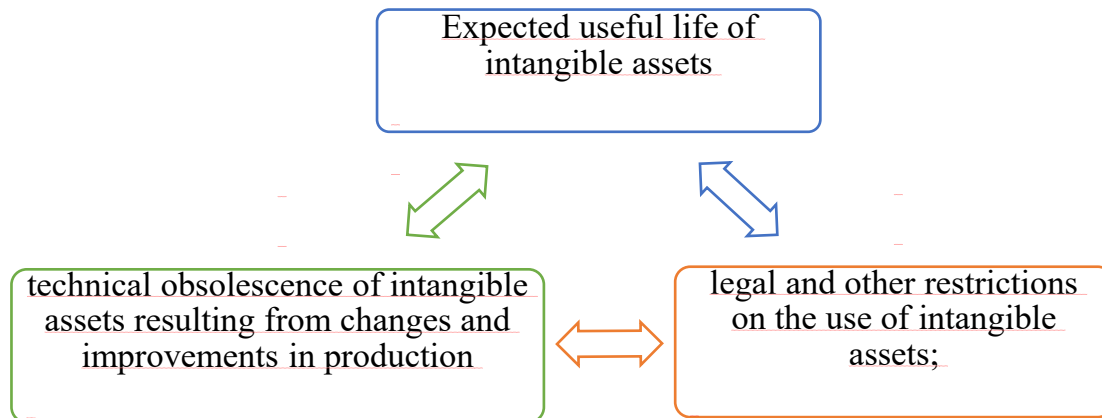 Expected useful life of
intangible assets
technical obsolescence of intangible
assets resulting from changes and
improvements in production
legal and other restrictions
on the use of intangible
assets;